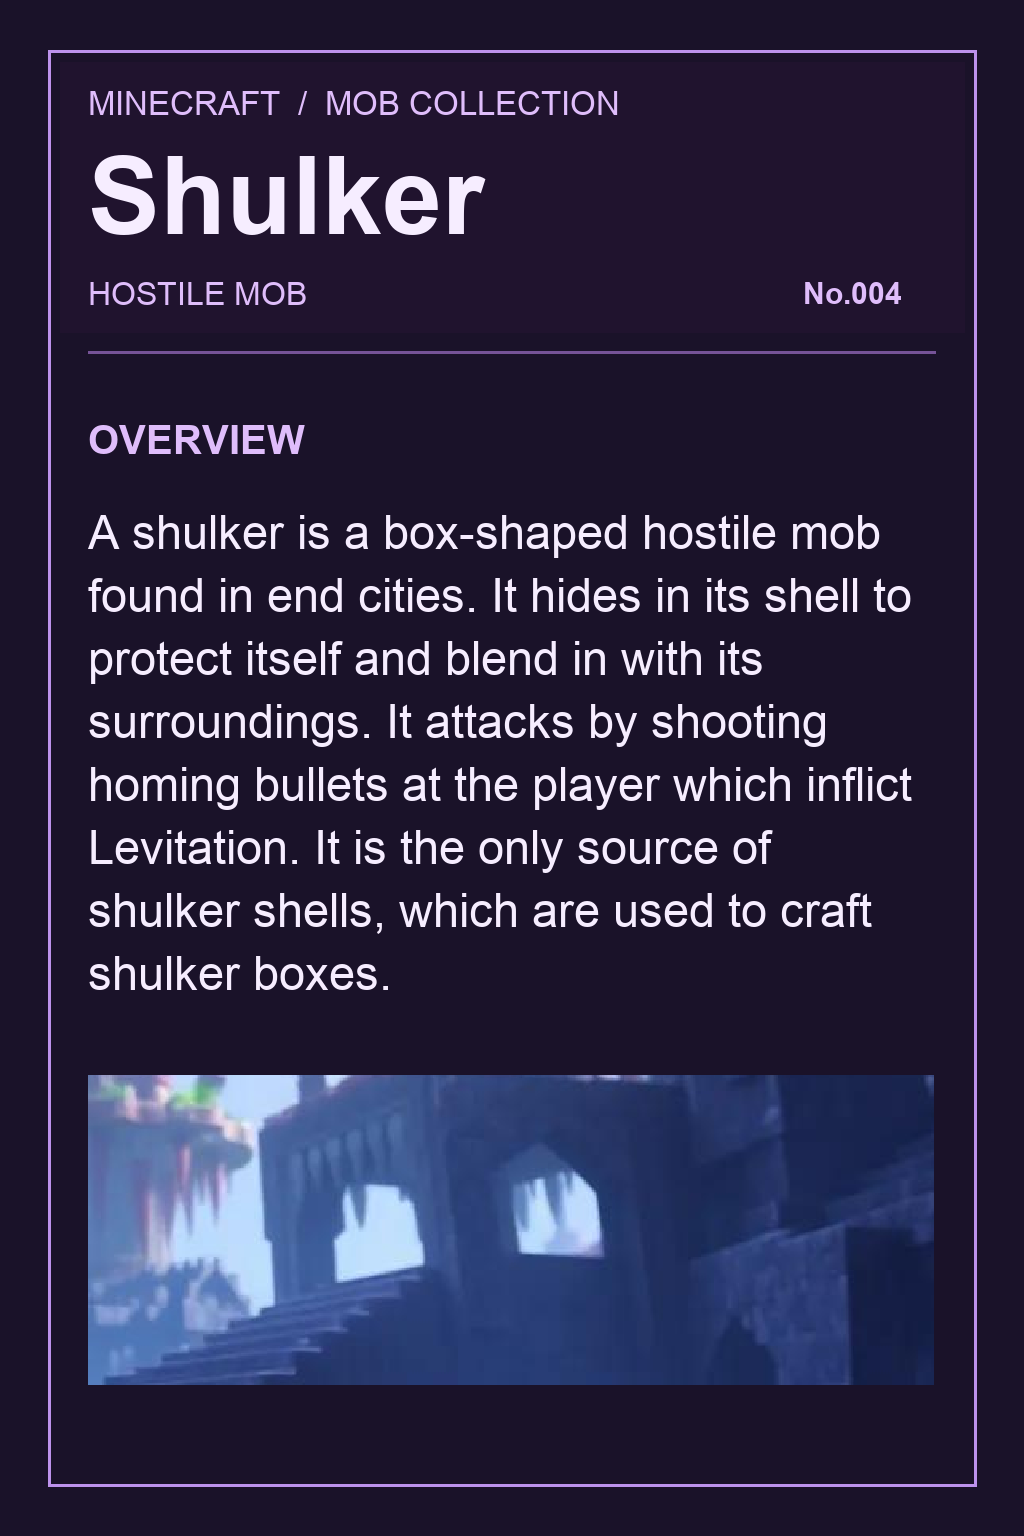 MINECRAFT / MOB COLLECTION
Shulker
HOSTILE MOB
No.004
OVERVIEW
A shulker is a box-shaped hostile mob
found in end cities. It hides in its shell to
protect itself and blend in with its
surroundings. It attacks by shooting
homing bullets at the player which inflict
Levitation. It is the only source of
shulker shells, which are used to craft
shulker boxes.